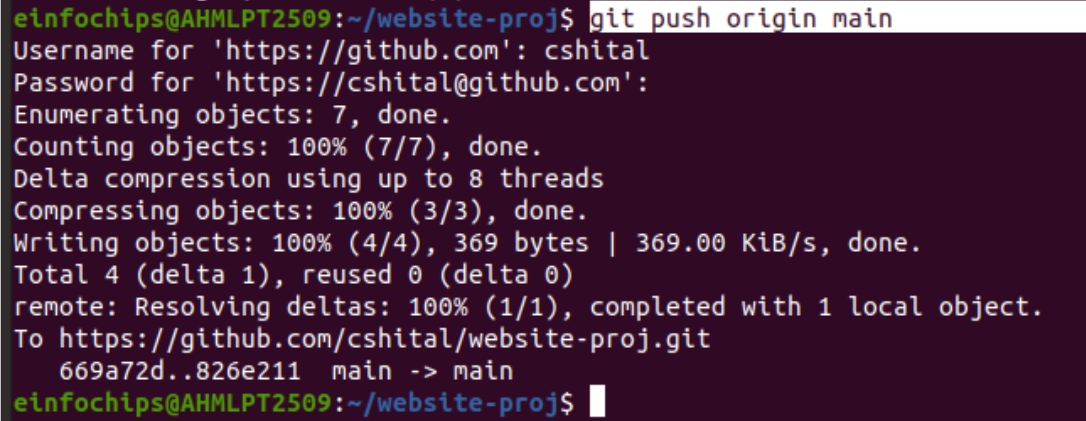 einfochips@AHMLPT2509:~/website-proj$ git push origin main
Username for 'https://github.com': cshital
Password for 'https://cshital@github.com':
Enumerating objects: 7, done.
Counting objects: 100% (7/7), done.
Delta compression using up to 8 threads
Compressing objects: 100% (3/3), done.
Writing objects: 100% (4/4), 369 bytes | 369.00 KiB/s, done.
Total 4 (delta 1), reused 0 (delta 0)
remote: Resolving deltas: 100% (1/1), completed with 1 local object.
To https://github.com/cshital/website-proj.git
   669a72d..826e211  main -> main
einfochips@AHMLPT2509:~/website-proj$